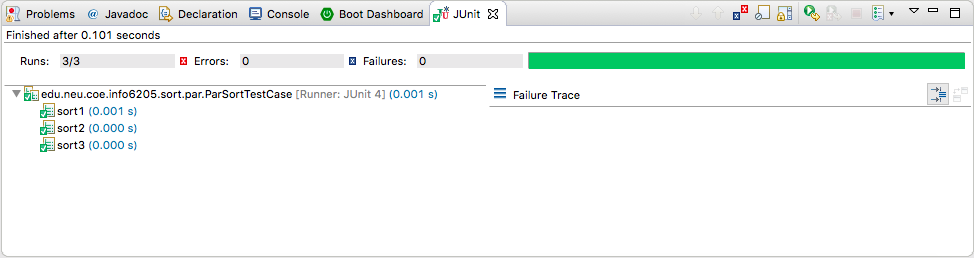 Problems @ Javadoc Declaration Console Boot Dashboard JUnit
Finished after 0.101 seconds
Runs: 3/3 Errors: 0 Failures: 0
edu.neu.coe.info6205.sort.par.ParSortTestCase [Runner: JUnit 4] (0.001 s)
Failure Trace
sort1 (0.001 s)
sort2 (0.000 s)
sort3 (0.000 s)